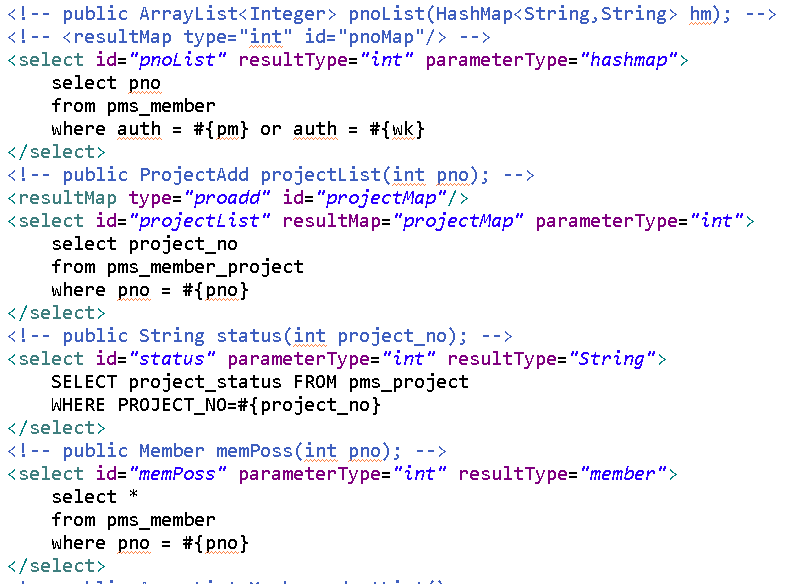 <!-- public ArrayList<Integer> pnoList(HashMap<String,String> hm); -->
<!-- <resultMap type="int" id="pnoMap"/> -->
<select id="pnoList" resultType="int" parameterType="hashmap">
    select pno
    from pms_member
    where auth = #{pm} or auth = #{wk}
</select>
<!-- public ProjectAdd projectList(int pno); -->
<resultMap type="proadd" id="projectMap"/>
<select id="projectList" resultMap="projectMap" parameterType="int">
    select project_no
    from pms_member_project
    where pno = #{pno}
</select>
<!-- public String status(int project_no); -->
<select id="status" parameterType="int" resultType="String">
    SELECT project_status FROM pms_project
    WHERE PROJECT_NO=#{project_no}
</select>
<!-- public Member memPoss(int pno); -->
<select id="memPoss" parameterType="int" resultType="member">
    select *
    from pms_member
    where pno = #{pno}
</select>